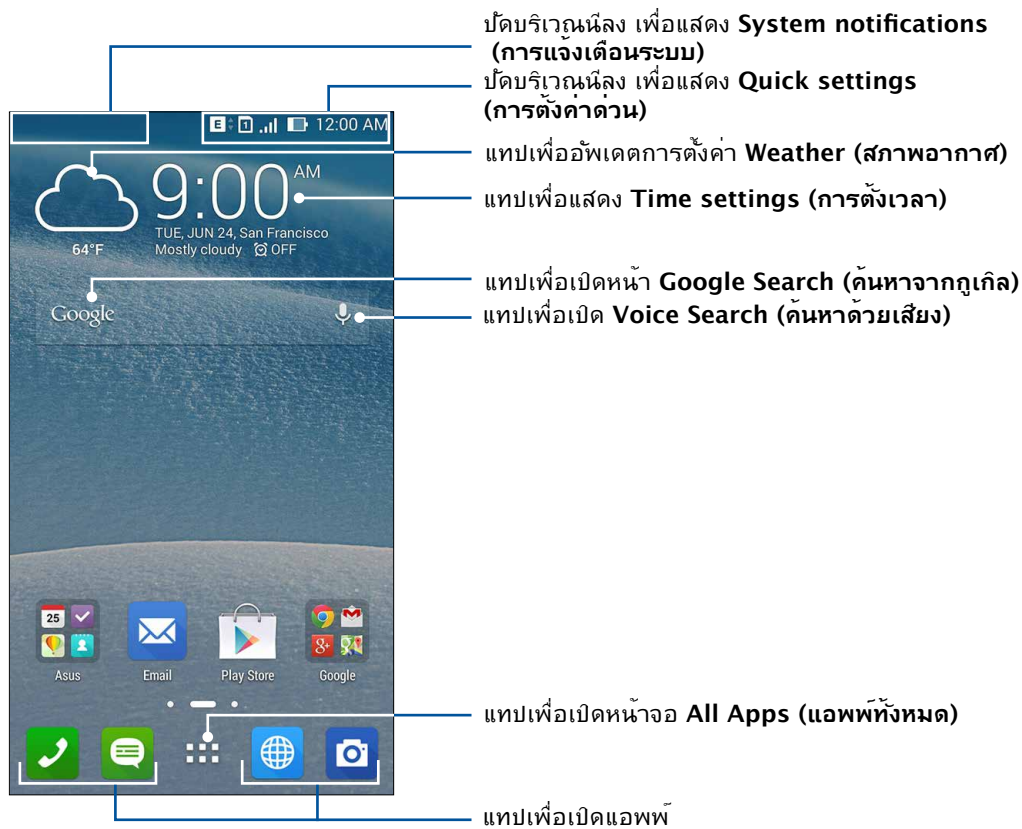 ปัดบริเวณนี้ลง เพื่อแสดง System notifications
(การแจ้งเตือนระบบ)
ปัดบริเวณนี้ลง เพื่อแสดง Quick settings
(การตั้งค่าด่วน)
E 1 12:00 AM
แทปเพื่ออัพเดตการตั้งค่า Weather (สภาพอากาศ)
9:00 AM
แทปเพื่อแสดง Time settings (การตั้งเวลา)
TUE, JUN 24, San Francisco
64°F Mostly cloudy OFF
แทปเพื่อเปิดหน้า Google Search (ค้นหาจากกูเกิล)
Google
แทปเพื่อเปิด Voice Search (ค้นหาด้วยเสียง)
25
8+
Asus Email Play Store Google
แทปเพื่อเปิดหน้าจอ All Apps (แอพพ์ทั้งหมด)
แทปเพื่อเปิดแอพพ์